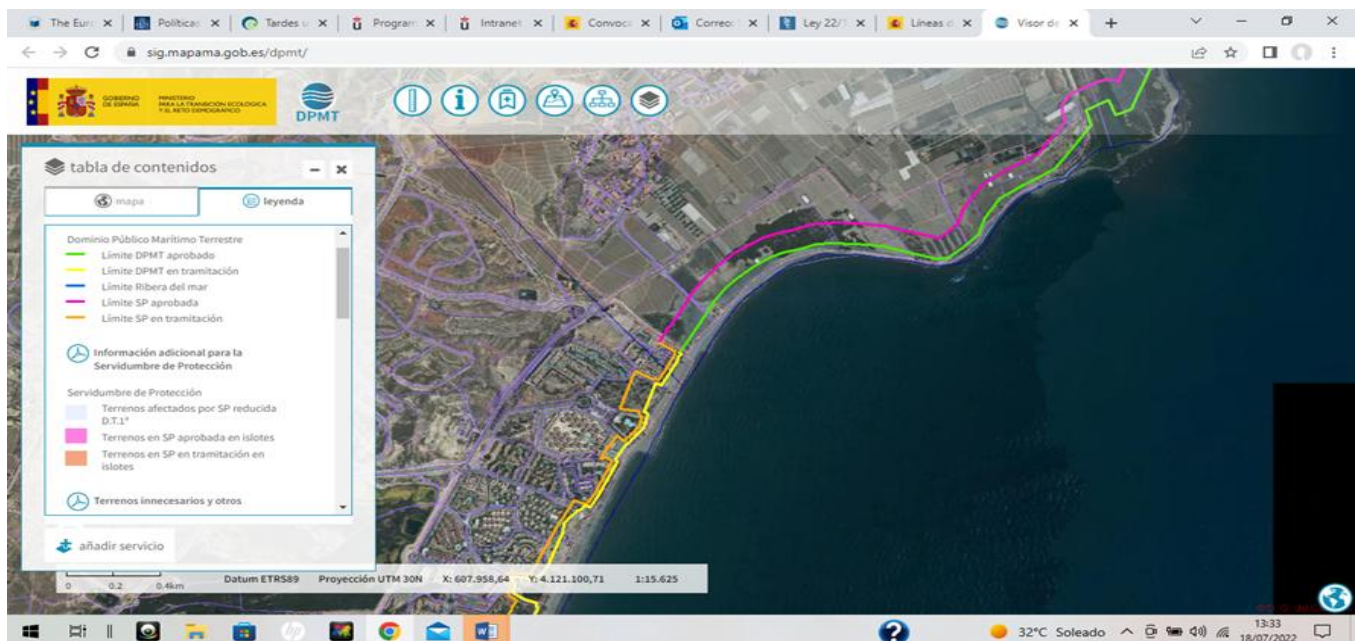 The Euro
Políticas
Tardes u
Program
Intranet
Convoca
Correo:
Ley 22/1
Líneas d
Visor de
sig.mapama.gob.es/dpmt/
GOBIERNO DE ESPAÑA
MINISTERIO
PARA LA TRANSICIÓN ECOLÓGICA
Y EL RETO DEMOGRÁFICO
DPMT
tabla de contenidos
mapa
leyenda
Dominio Público Marítimo Terrestre
Límite DPMT aprobado
Límite DPMT en tramitación
Límite Ribera del mar
Límite SP aprobada
Límite SP en tramitación
Información adicional para la
Servidumbre de Protección
Servidumbre de Protección
Terrenos afectados por SP reducida
D.T.1ª
Terrenos en SP aprobada en islotes
Terrenos en SP en tramitación en
islotes
Terrenos innecesarios y otros
añadir servicio
0 0.2 0.4km
Datum ETRS89 Proyección UTM 30N X: 607.958,64 Y: 4.121.100,71 1:15.625
32°C Soleado
13:33
18/07/2022